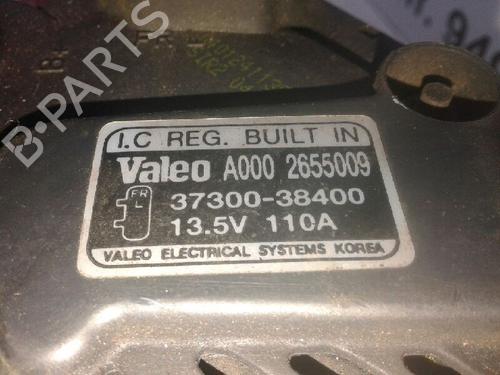 B-PARTS
I.C REG. BUILT IN
Valeo A000 2655009
FR
L
37300-38400
13.5V 110A
VALEO ELECTRICAL SYSTEMS KOREA